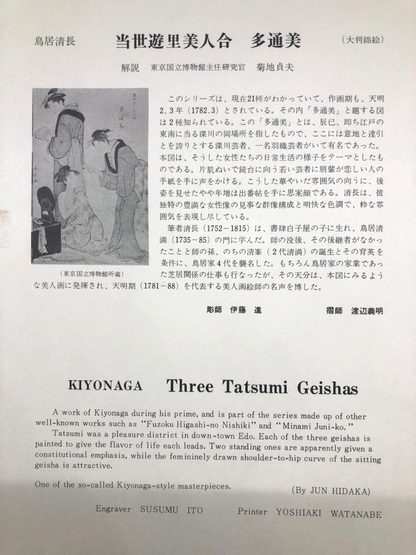 鳥居清長 当世遊里美人合 多通美 （大判錦絵）
解説 東京国立博物館主任研究官 菊地貞夫
このシリーズは、現在21種がわかっていて、作画期も、天明
2.3年（1782.3）とされている。その内「多通美」と題する図
は2種知られている。この「多通美」とは、辰巳、即ち江戸の
東南に当る深川の岡場所を指したもので、ここには意地と達引
とを誇りとする深川芸者、一名羽織芸者がいて有名であった。
本図は、そうした女性たちの日常生活の様子をテーマとしたも
のである。片肌ぬいで鏡台に向う若い芸者に朋輩が恋しい人の
手紙を手に声をかける。こうした華やいだ雰囲気の向うに、後
姿を見せたやや年増は出番帖を手に思案顔である。清長は、彼
独特の豊満な女性像の見事な群像構成と明快な色調で、粋な雰
囲気を表現し尽している。
筆者清長（1752－1815）は、書肆白子屋の子に生れ、鳥居清
満（1735－85）の門に学んだ。師の没後、その後継者がなかっ
たことと師の孫、のちの清峯（2代清満）の誕生とその育英を
条件に、鳥居家4代を襲名した。もちろん鳥居家の家業であっ
（東京国立博物館所蔵）
た芝居関係の仕事も行なったが、その天分は、本図にみるよう
な美人画に発揮され、天明期（1781－88）を代表する美人画絵師の名声を博した。
彫師 伊藤 進 摺師 渡辺義明
KIYONAGA Three Tatsumi Geishas
A work of Kiyonaga during his prime, and is part of the series made up of other
well-known works such as "Fuzoku Higashi-no Nishiki" and "Minami Juni-ko."
Tatsumi was a pleasure district in down-town Edo. Each of the three geishas is
painted to give the flavor of life each leads. Two standing ones are apparently given a
constitutional emphasis, while the femininely drawn shoulder-to-hip curve of the sitting
geisha is attractive.
One of the so-called Kiyonaga-style masterpieces.
(By JUN HIDAKA)
Engraver SUSUMU ITO Printer YOSHIAKI WATANABE